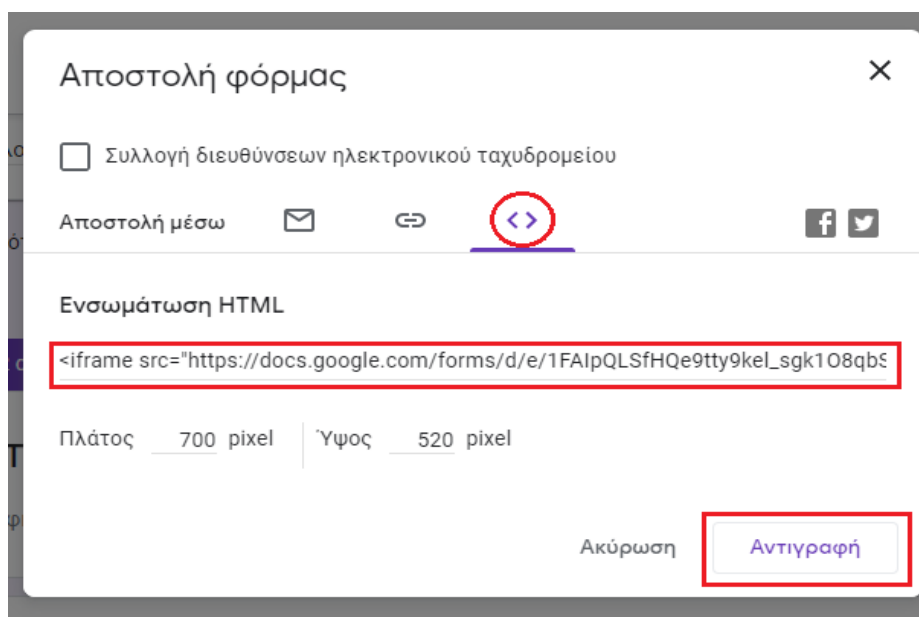 Αποστολή φόρμας
Συλλογή διευθύνσεων ηλεκτρονικού ταχυδρομείου
Αποστολή μέσω
Ενσωμάτωση HTML
<iframe src="https://docs.google.com/forms/d/e/1FAIpQLSfHQe9tty9kel_sgk1O8qbS
Πλάτος 700 pixel Ύψος 520 pixel
Ακύρωση Αντιγραφή